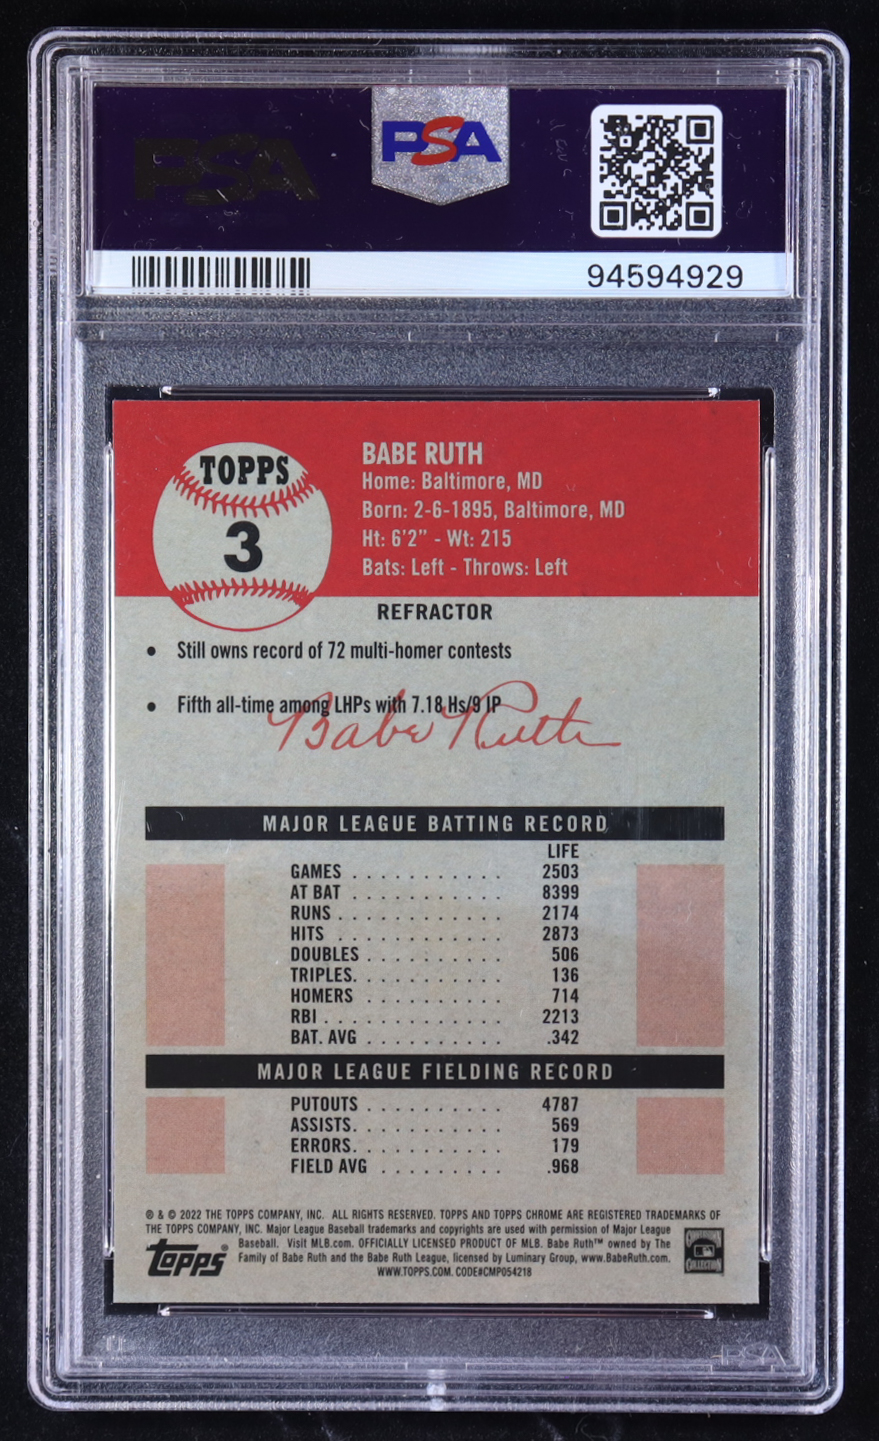 PSA
PSA
94594929
TOPPS
3
BABE RUTH
Home: Baltimore, MD
Born: 2-6-1895, Baltimore, MD
Ht: 6'2" - Wt: 215
Bats: Left - Throws: Left
REFRACTOR
• Still owns record of 72 multi-homer contests
• Fifth all-time among LHPs with 7.18 Hs/9 IP
Babe Ruth
MAJOR LEAGUE BATTING RECORD
LIFE
GAMES . . . . . . . . . . . 2503
AT BAT . . . . . . . . . . . 8399
RUNS . . . . . . . . . . . . 2174
HITS . . . . . . . . . . . . 2873
DOUBLES . . . . . . . . . . 506
TRIPLES. . . . . . . . . . . 136
HOMERS . . . . . . . . . . 714
RBI . . . . . . . . . . . . . 2213
BAT. AVG . . . . . . . . . . .342
MAJOR LEAGUE FIELDING RECORD
PUTOUTS . . . . . . . . . . 4787
ASSISTS. . . . . . . . . . . 569
ERRORS. . . . . . . . . . . 179
FIELD AVG . . . . . . . . . .968
® & © 2022 THE TOPPS COMPANY, INC. ALL RIGHTS RESERVED. TOPPS AND TOPPS CHROME ARE REGISTERED TRADEMARKS OF
THE TOPPS COMPANY, INC. Major League Baseball trademarks and copyrights are used with permission of Major League
Baseball. Visit MLB.com. OFFICIALLY LICENSED PRODUCT OF MLB. Babe Ruth™ owned by The
Family of Babe Ruth and the Babe Ruth League, licensed by Luminary Group, www.BabeRuth.com.
WWW.TOPPS.COM. CODE#CMP054218
topps®
COOPERSTOWN
COLLECTION
PSA